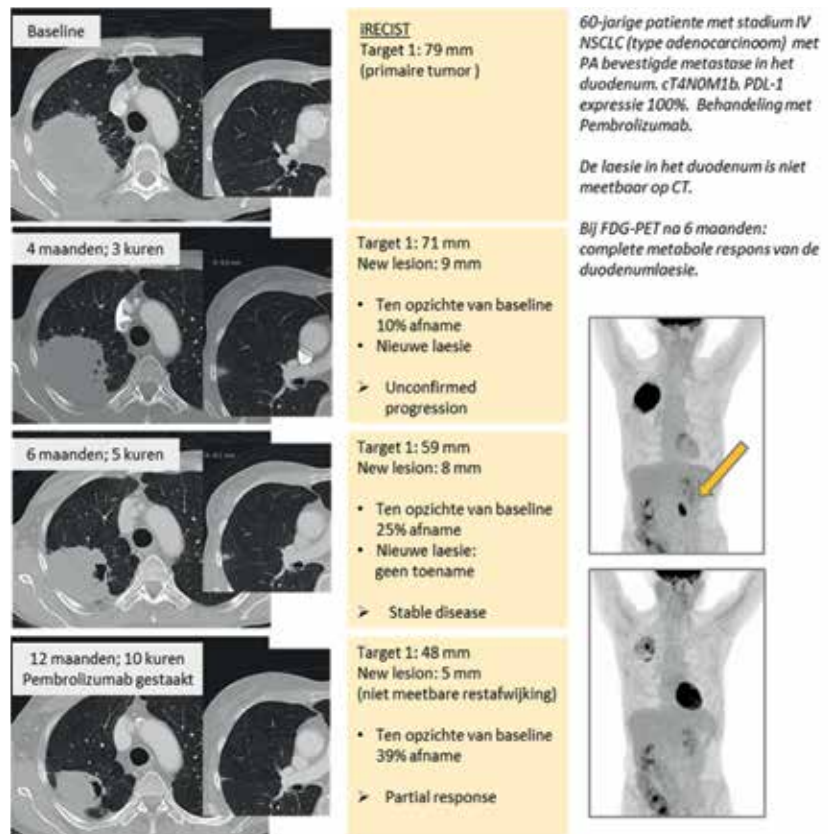 Baseline
IRECIST
Target 1: 79 mm
(primaire tumor )
4 maanden; 3 kuren
Target 1: 71 mm
New lesion: 9 mm
• Ten opzichte van baseline
10% afname
• Nieuwe laesie
➢ Unconfirmed
progression
6 maanden; 5 kuren
Target 1: 59 mm
New lesion: 8 mm
• Ten opzichte van baseline
25% afname
• Nieuwe laesie:
geen toename
➢ Stable disease
12 maanden; 10 kuren
Pembrolizumab gestaakt
Target 1: 48 mm
New lesion: 5 mm
(niet meetbare restafwijking)
• Ten opzichte van baseline
39% afname
➢ Partial response
60-jarige patiente met stadium IV
NSCLC (type adenocarcinoom) met
PA bevestigde metastase in het
duodenum. cT4N0M1b. PDL-1
expressie 100%. Behandeling met
Pembrolizumab.
De laesie in het duodenum is niet
meetbaar op CT.
Bij FDG-PET na 6 maanden:
complete metabole respons van de
duodenumlaesie.